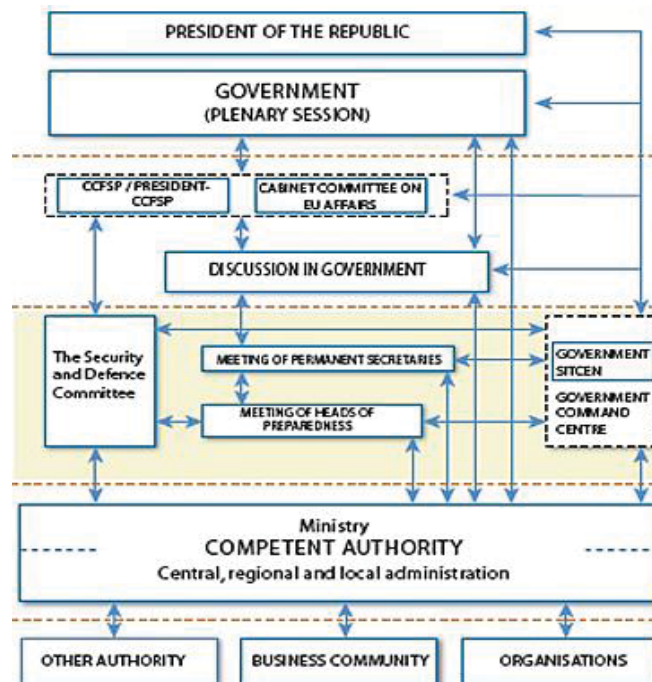 PRESIDENT OF THE REPUBLIC
GOVERNMENT
(PLENARY SESSION)
CCFSP / PRESIDENT-
CCFSP
CABINET COMMITTEE ON
EU AFFAIRS
DISCUSSION IN GOVERNMENT
The Security
and Defence
Committee
MEETING OF PERMANENT SECRETARIES
MEETING OF HEADS OF
PREPAREDNESS
GOVERNMENT
SITCEN
GOVERNMENT
COMMAND
CENTRE
Ministry
COMPETENT AUTHORITY
Central, regional and local administration
OTHER AUTHORITY
BUSINESS COMMUNITY
ORGANISATIONS